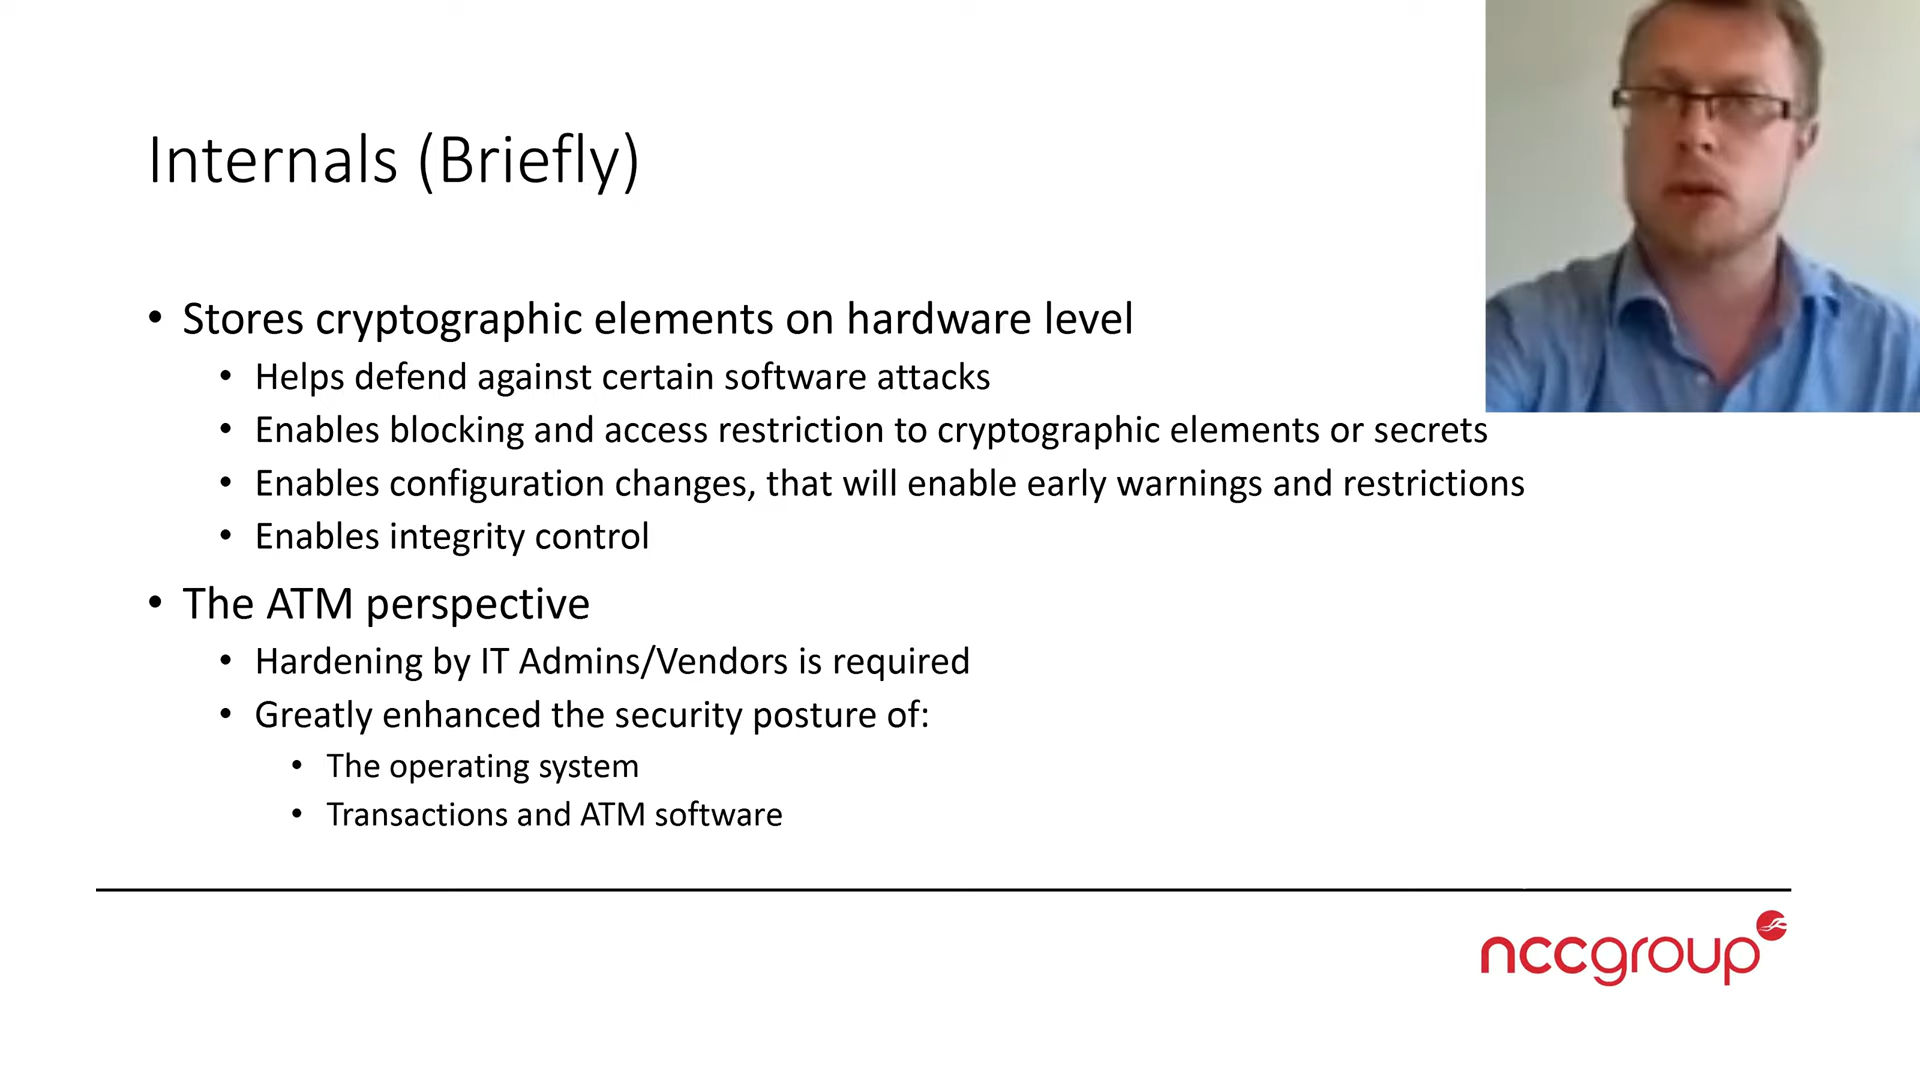 Internals (Briefly)
• Stores cryptographic elements on hardware level
• Helps defend against certain software attacks
• Enables blocking and access restriction to cryptographic elements or secrets
• Enables configuration changes, that will enable early warnings and restrictions
• Enables integrity control
• The ATM perspective
• Hardening by IT Admins/Vendors is required
• Greatly enhanced the security posture of:
• The operating system
• Transactions and ATM software
nccgroup